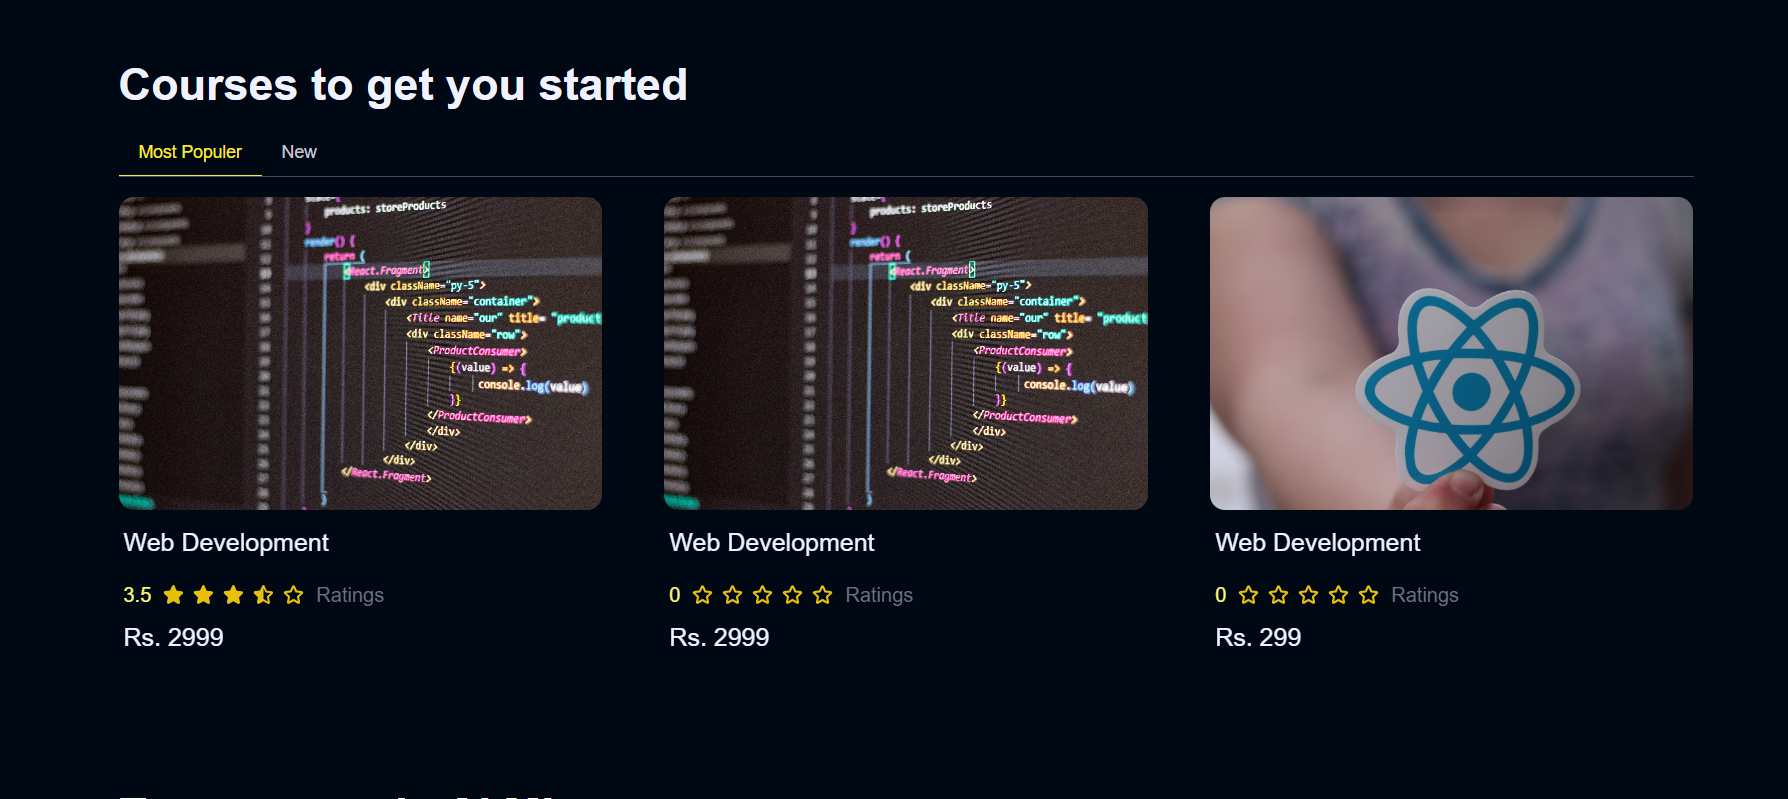 Courses to get you started
Most Populer New
products: storeProducts
}
render() {
return (
<React.Fragment>
<div className="py-5">
<div className="container">
<Title name="our" title= "product
<div className="row">
<ProductConsumer>
{(value) => {
console.log(value)
}}
</ProductConsumer>
</div>
</div>
</div>
</React.Fragment>
)
products: storeProducts
}
render() {
return (
<React.Fragment>
<div className="py-5">
<div className="container">
<Title name="our" title= "product
<div className="row">
<ProductConsumer>
{(value) => {
console.log(value)
}}
</ProductConsumer>
</div>
</div>
</div>
</React.Fragment>
)
Web Development
3.5 Ratings
Rs. 2999
Web Development
0 Ratings
Rs. 2999
Web Development
0 Ratings
Rs. 299